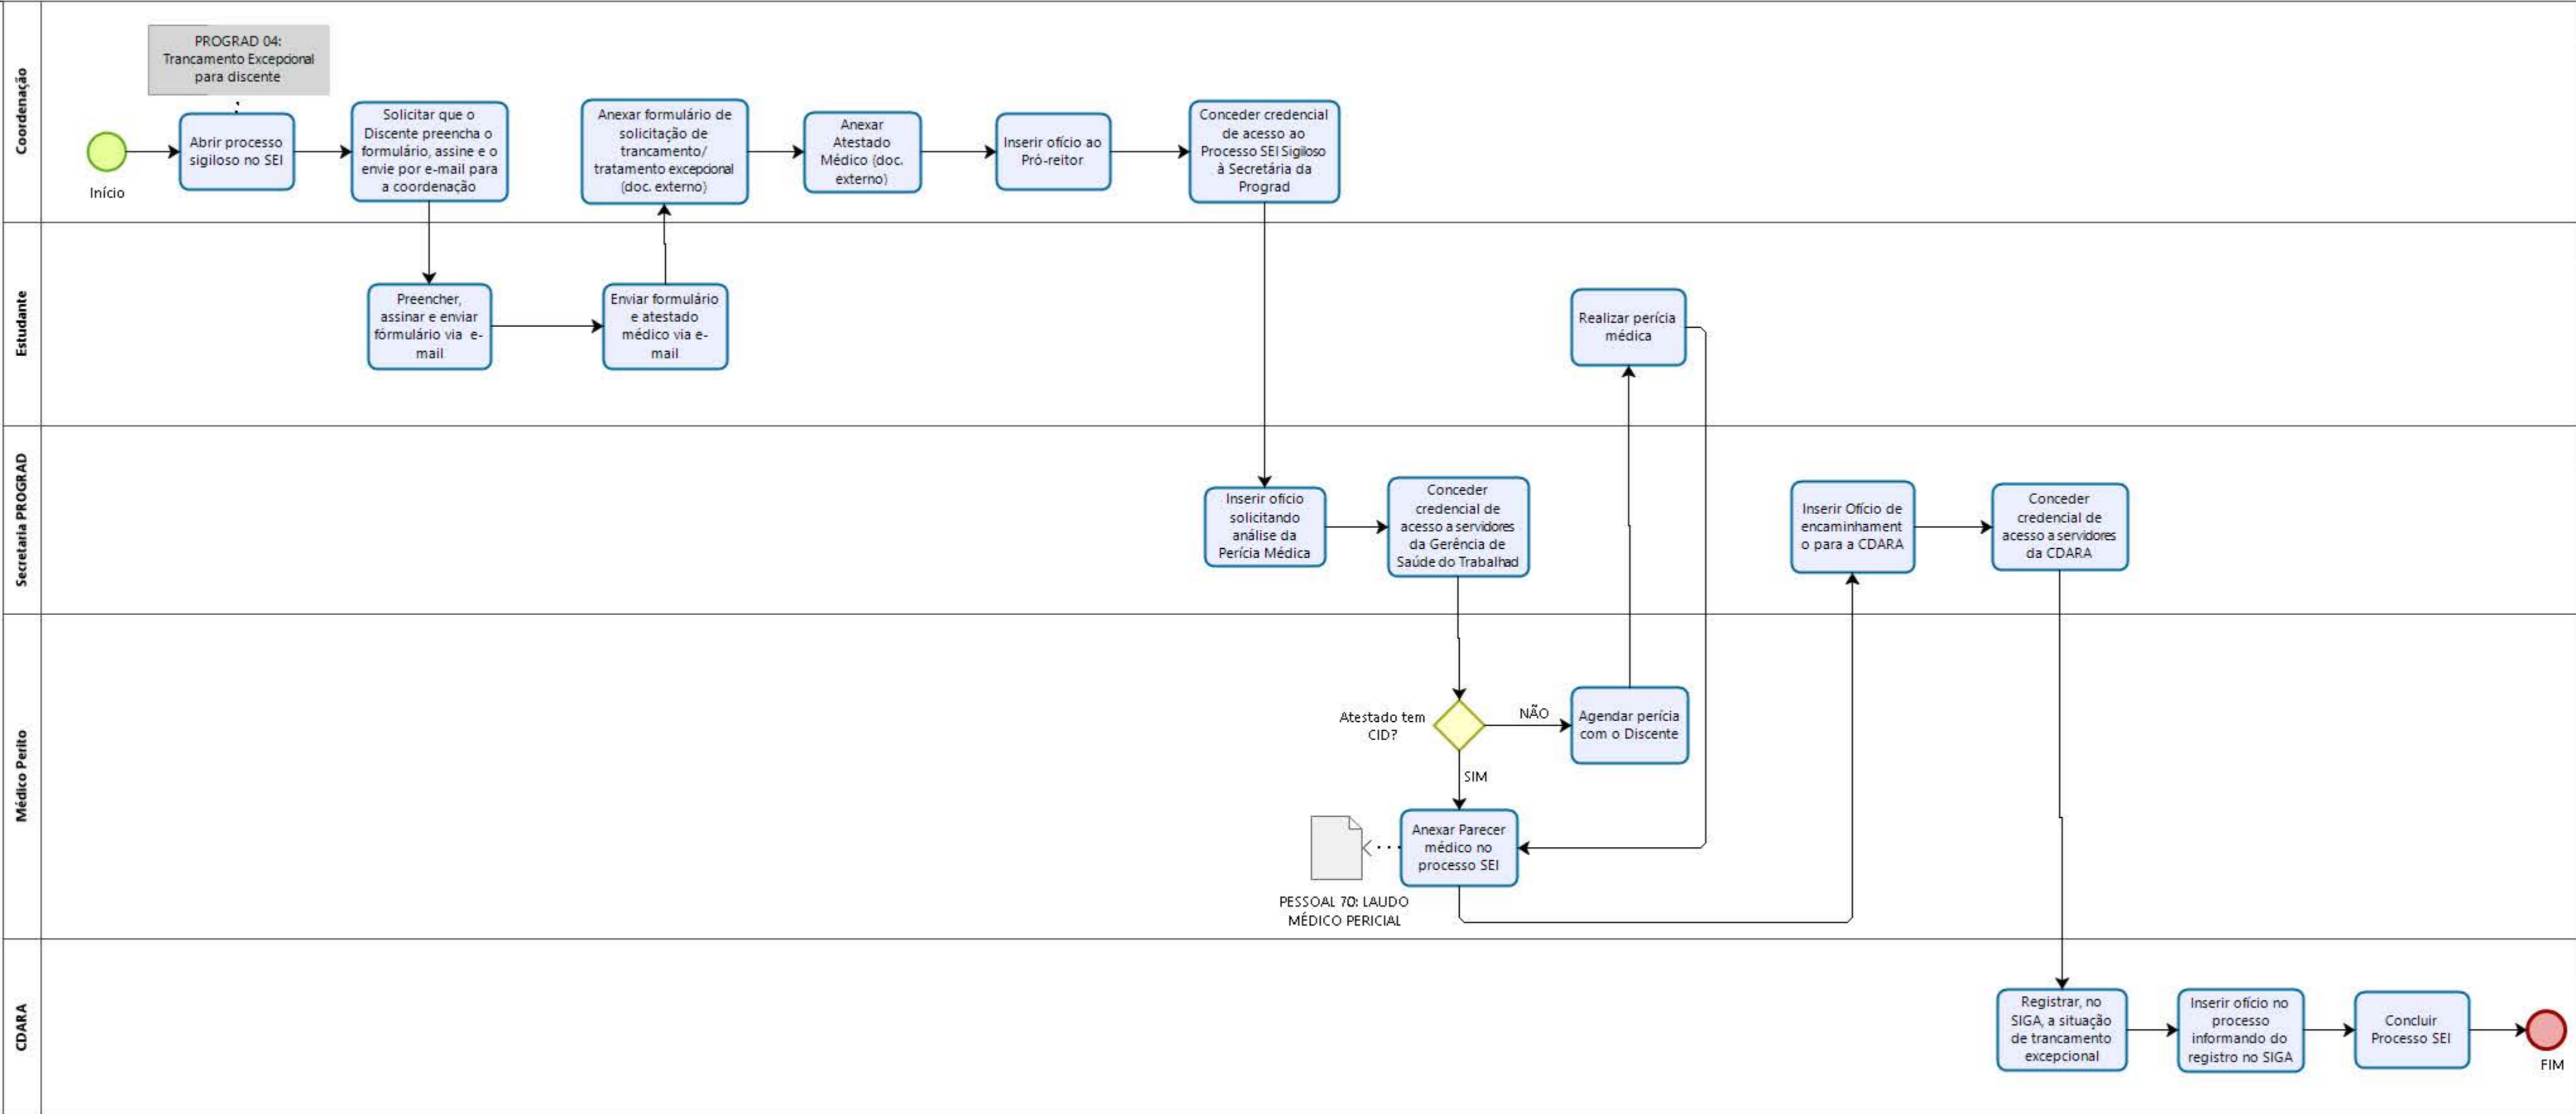 Coordenação
PROGRAD 04:
Trancamento Excepcional
para discente
Início
Abrir processo
sigiloso no SEI
Solicitar que o
Discente preencha o
formulário, assine e o
envie por e-mail para
a coordenação
Anexar formulário de
solicitação de
trancamento/
tratamento excepcional
(doc. externo)
Anexar
Atestado
Médico (doc.
externo)
Inserir ofício ao
Pró-reitor
Conceder credencial
de acesso ao
Processo SEI Sigiloso
à Secretária da
Prograd
Estudante
Preencher,
assinar e enviar
fórmulário via e-
mail
Enviar formulário
e atestado
médico via e-
mail
Realizar perícia
médica
Secretaria PROGRAD
Inserir ofício
solicitando
análise da
Perícia Médica
Conceder
credencial de
acesso a servidores
da Gerência de
Saúde do Trabalhad
Inserir Ofício de
encaminhament
o para a CDARA
Conceder
credencial de
acesso a servidores
da CDARA
Médico Perito
Atestado tem
CID?
NÃO
Agendar perícia
com o Discente
SIM
Anexar Parecer
médico no
processo SEI
PESSOAL 70: LAUDO
MÉDICO PERICIAL
CDARA
Registrar, no
SIGA, a situação
de trancamento
excepcional
Inserir ofício no
processo
informando do
registro no SIGA
Concluir
Processo SEI
FIM